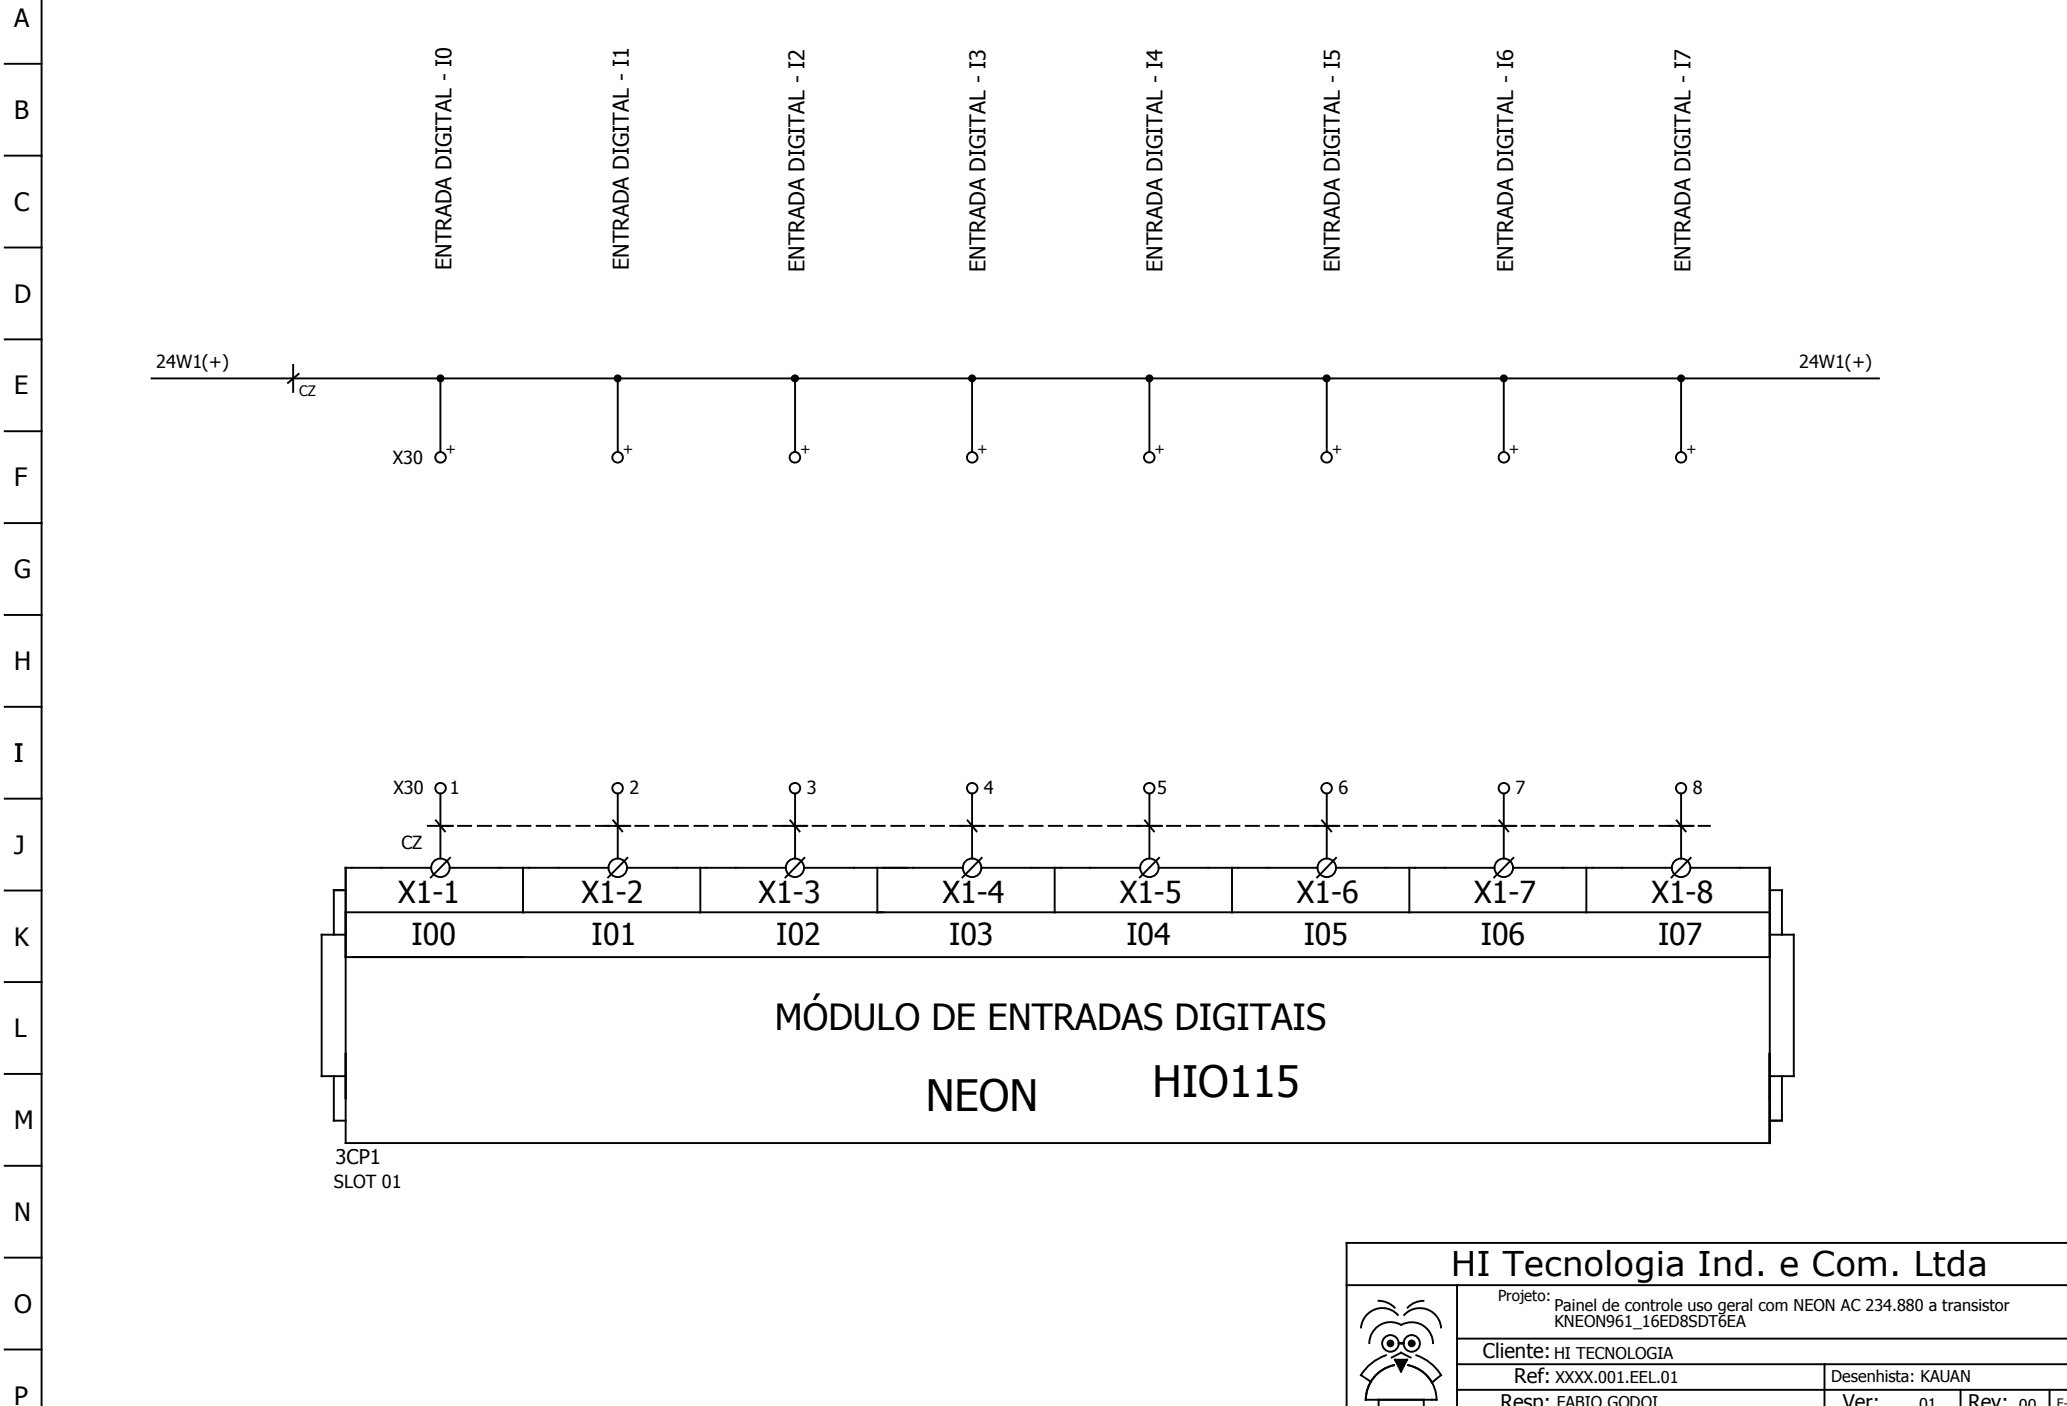 A
B
C
D
E
F
G
H
I
J
K
L
M
N
O
P
ENTRADA DIGITAL - I0
ENTRADA DIGITAL - I1
ENTRADA DIGITAL - I2
ENTRADA DIGITAL - I3
ENTRADA DIGITAL - I4
ENTRADA DIGITAL - I5
ENTRADA DIGITAL - I6
ENTRADA DIGITAL - I7
24W1(+) 24W1(+)
CZ
X30 + + + + + + + +
X30 1 2 3 4 5 6 7 8
CZ
X1-1 X1-2 X1-3 X1-4 X1-5 X1-6 X1-7 X1-8
I00 I01 I02 I03 I04 I05 I06 I07
MÓDULO DE ENTRADAS DIGITAIS
NEON HIO115
3CP1
SLOT 01
HI Tecnologia Ind. e Com. Ltda
Projeto: Painel de controle uso geral com NEON AC 234.880 a transistor
KNEON961_16ED8SDT6EA
Cliente: HI TECNOLOGIA
Ref: XXXX.001.EEL.01 Desenhista: KAUAN
Resp: FABIO GODOI Ver: 01 Rev: 00